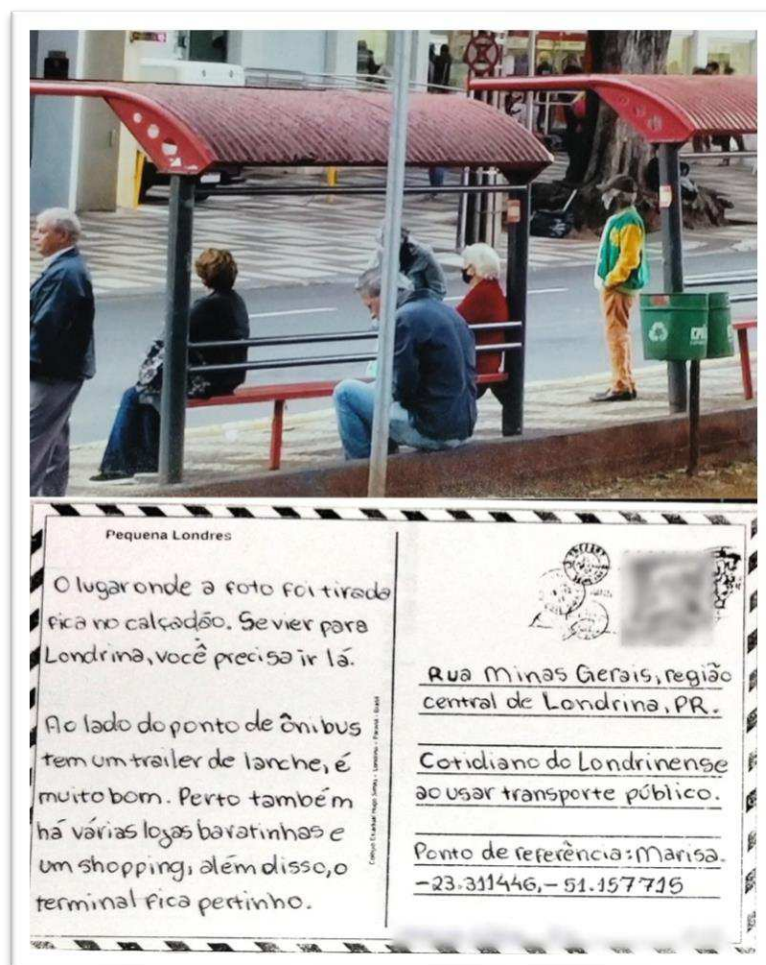 Pequena Londres
O lugar onde a foto foi tirada
fica no calçadão. Se vier para
Londrina, você precisa ir lá.
Ao lado do ponto de ônibus
tem um trailer de lanche, é
muito bom. Perto também
há várias lojas baratinhas e
um shopping, além disso, o
terminal fica pertinho.
Rua Minas Gerais, região
central de Londrina, PR.
Cotidiano do Londrinense
ao usar transporte público.
Ponto de referência: Marisa.
-23.311446, - 51.157715